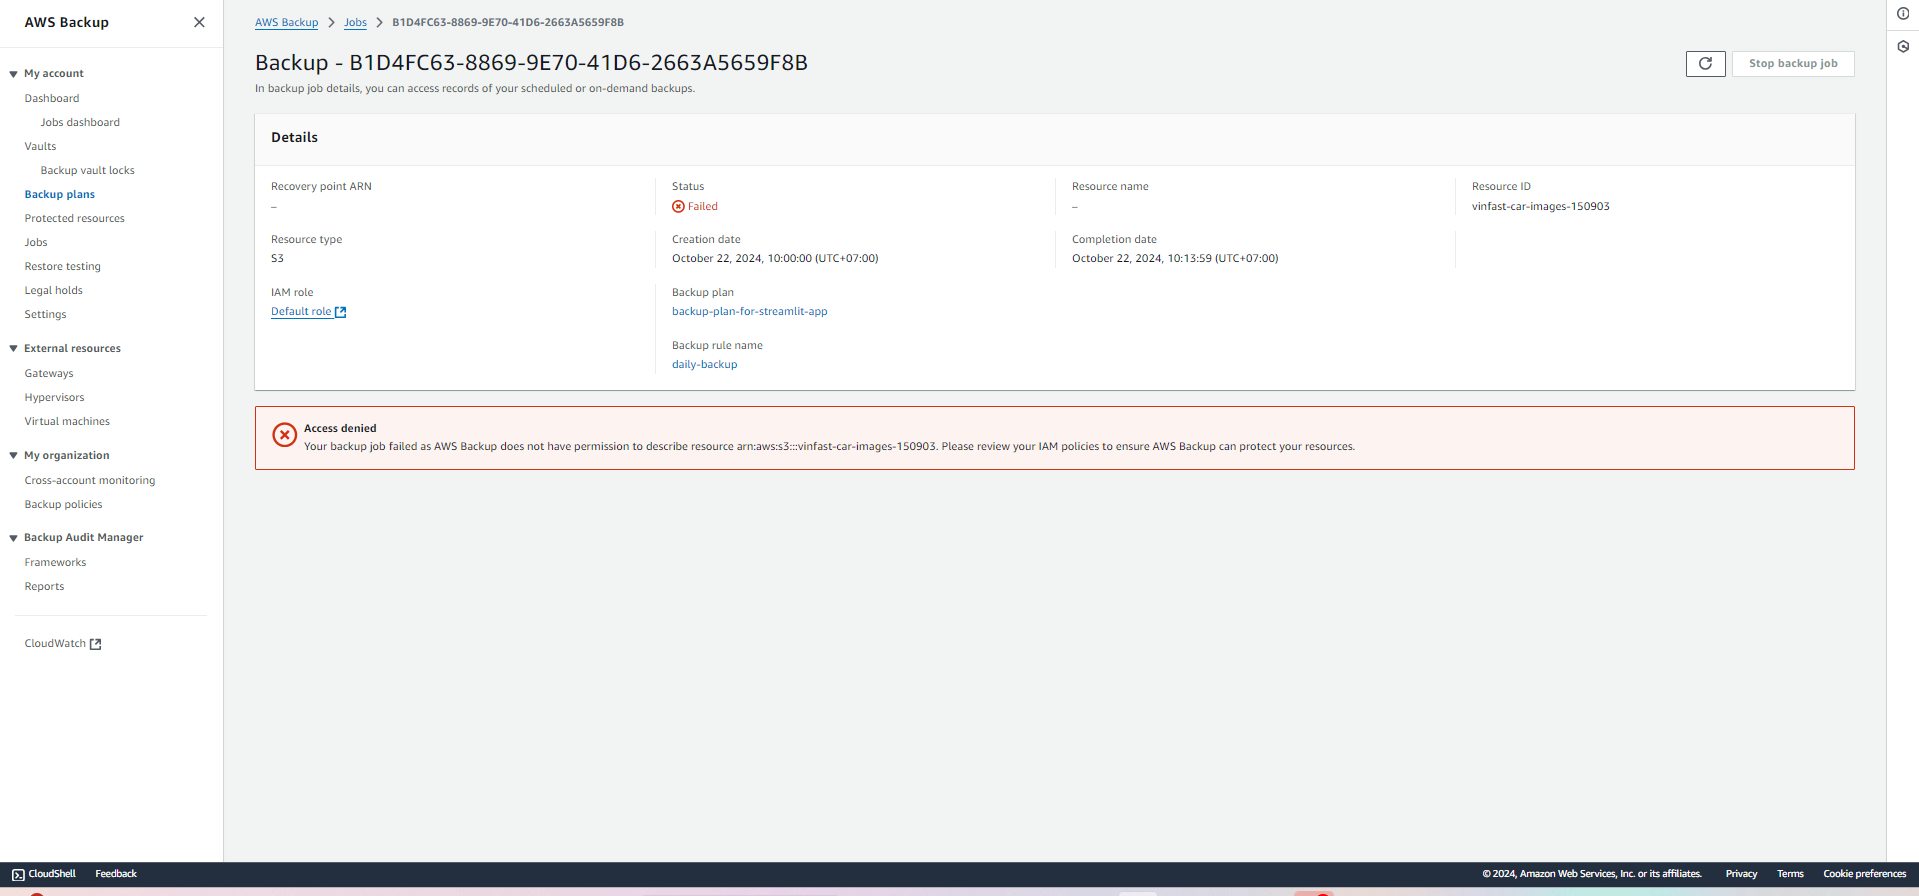 AWS Backup
My account
Dashboard
Jobs dashboard
Vaults
Backup vault locks
Backup plans
Protected resources
Jobs
Restore testing
Legal holds
Settings
External resources
Gateways
Hypervisors
Virtual machines
My organization
Cross-account monitoring
Backup policies
Backup Audit Manager
Frameworks
Reports
CloudWatch
AWS Backup > Jobs > B1D4FC63-8869-9E70-41D6-2663A5659F8B
Backup - B1D4FC63-8869-9E70-41D6-2663A5659F8B
Stop backup job
In backup job details, you can access records of your scheduled or on-demand backups.
Details
Recovery point ARN
–
Status
Failed
Resource name
–
Resource ID
vinfast-car-images-150903
Resource type
S3
Creation date
October 22, 2024, 10:00:00 (UTC+07:00)
Completion date
October 22, 2024, 10:13:59 (UTC+07:00)
IAM role
Default role
Backup plan
backup-plan-for-streamlit-app
Backup rule name
daily-backup
Access denied
Your backup job failed as AWS Backup does not have permission to describe resource arn:aws:s3:::vinfast-car-images-150903. Please review your IAM policies to ensure AWS Backup can protect your resources.
CloudShell
Feedback
© 2024, Amazon Web Services, Inc. or its affiliates.
Privacy
Terms
Cookie preferences